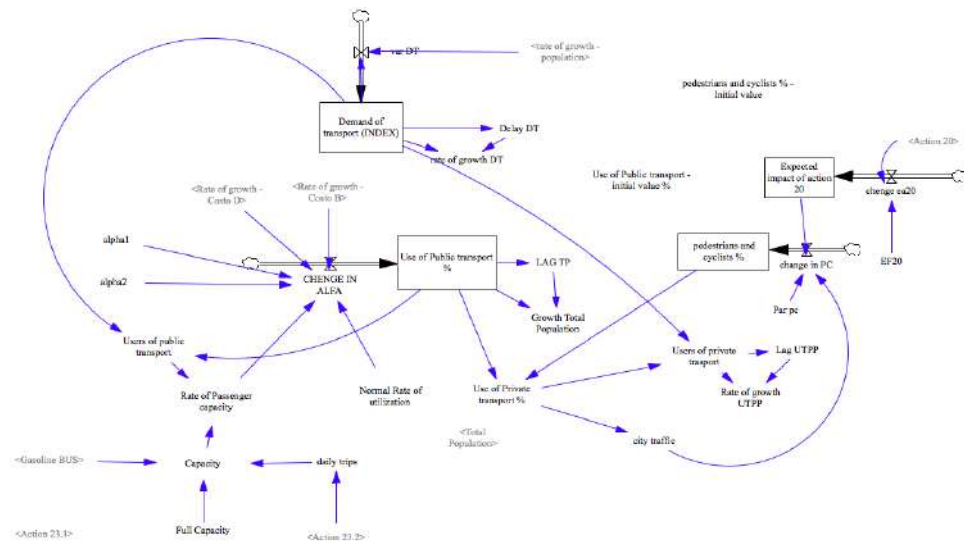 var DT
<rate of growth -
population>
pedestrians and cyclists % -
Initial value
Demand of
transport (INDEX)
Delay DT
rate of growth DT
<Action 20>
Expected
impact of action
20
chenge ea20
Use of Public transport -
initial value %
<Rate of growth -
Costo D>
<Rate of growth -
Costo B>
alpha1
alpha2
CHENGE IN
ALFA
Use of Public transport
%
LAG TP
Growth Total
Population
pedestrians and
cyclists %
change in PC
EF20
Par pc
Users of public
transport
Users of private
trasport
Lag UTPP
Rate of growth
UTPP
Rate of Passenger
capacity
Normal Rate of
utilization
Use of Private
transport %
<Total
Population>
city traffic
<Gasoline BUS>
Capacity
daily trips
Full Capacity
<Action 23.1>
<Action 23.2>